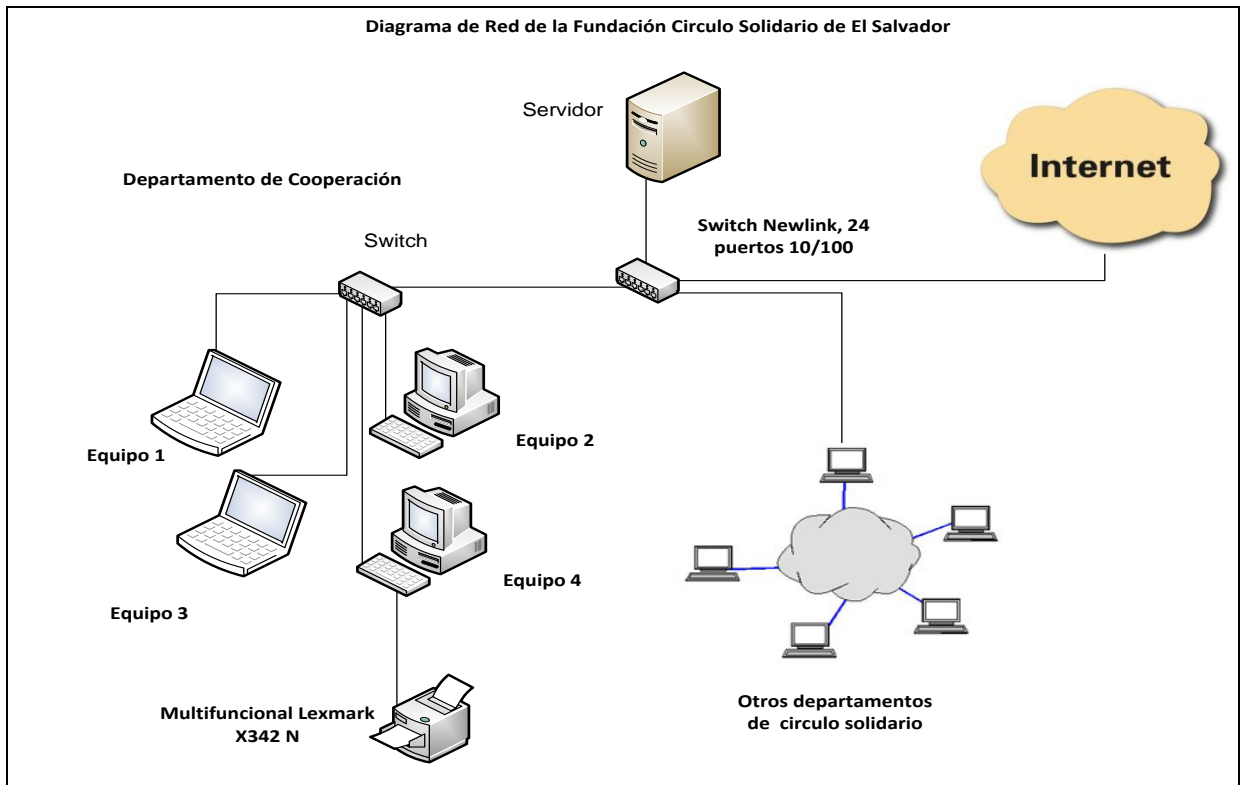 Diagrama de Red de la Fundación Circulo Solidario de El Salvador
Servidor
Internet
Departamento de Cooperación
Switch Newlink, 24
puertos 10/100
Switch
Equipo 1
Equipo 2
Equipo 3
Equipo 4
Multifuncional Lexmark
X342 N
Otros departamentos
de circulo solidario